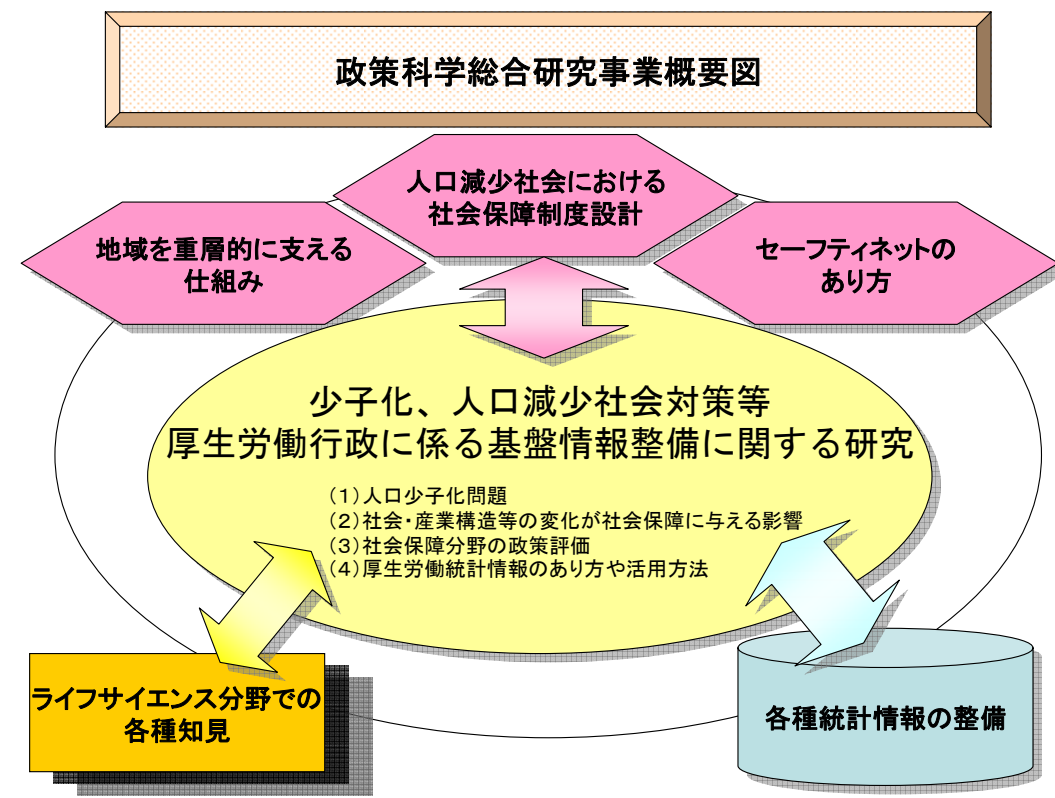 政策科学総合研究事業概要図
人口減少社会における
社会保障制度設計
地域を重層的に支える
仕組み
セーフティネットの
あり方
少子化、人口減少社会対策等
厚生労働行政に係る基盤情報整備に関する研究
(１)人口少子化問題
(２)社会・産業構造等の変化が社会保障に与える影響
(３)社会保障分野の政策評価
(４)厚生労働統計情報のあり方や活用方法
ライフサイエンス分野での
各種知見
各種統計情報の整備